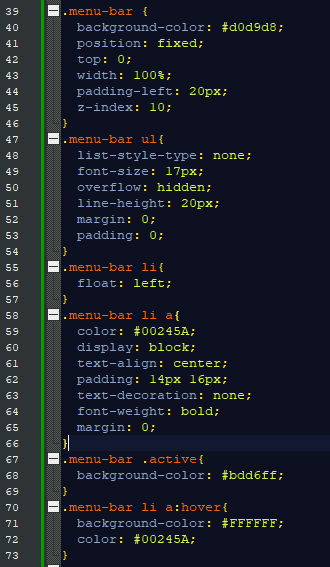 39 .menu-bar {
40 background-color: #d0d9d8;
41 position: fixed;
42 top: 0;
43 width: 100%;
44 padding-left: 20px;
45 z-index: 10;
46 }
47 .menu-bar ul{
48 list-style-type: none;
49 font-size: 17px;
50 overflow: hidden;
51 line-height: 20px;
52 margin: 0;
53 padding: 0;
54 }
55 .menu-bar li{
56 float: left;
57 }
58 .menu-bar li a{
59 color: #00245A;
60 display: block;
61 text-align: center;
62 padding: 14px 16px;
63 text-decoration: none;
64 font-weight: bold;
65 margin: 0;
66 }
67 .menu-bar .active{
68 background-color: #bdd6ff;
69 }
70 .menu-bar li a:hover{
71 background-color: #FFFFFF;
72 color: #00245A;
73 }